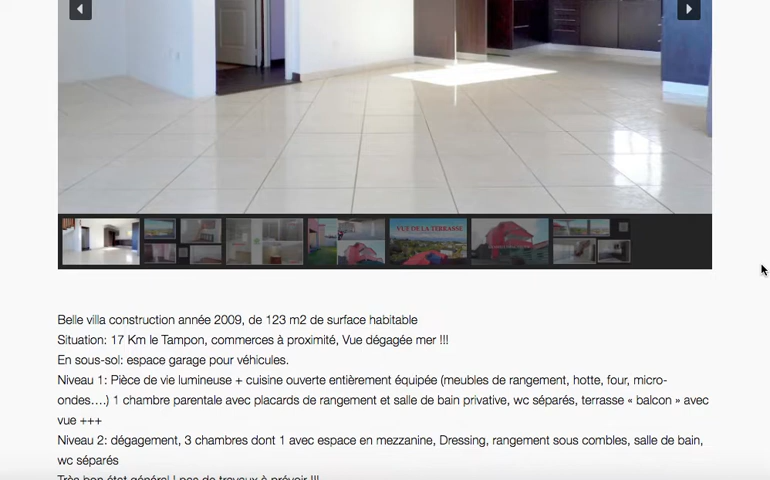 VUE DE LA TERRASSE
Belle villa construction année 2009, de 123 m2 de surface habitable
Situation: 17 Km le Tampon, commerces à proximité, Vue dégagée mer !!!
En sous-sol: espace garage pour véhicules.
Niveau 1: Pièce de vie lumineuse + cuisine ouverte entièrement équipée (meubles de rangement, hotte, four, micro-
ondes….) 1 chambre parentale avec placards de rangement et salle de bain privative, wc séparés, terrasse « balcon » avec
vue +++
Niveau 2: dégagement, 3 chambres dont 1 avec espace en mezzanine, Dressing, rangement sous combles, salle de bain,
wc séparés
Très bon état général ! pas de travaux à prévoir !!!